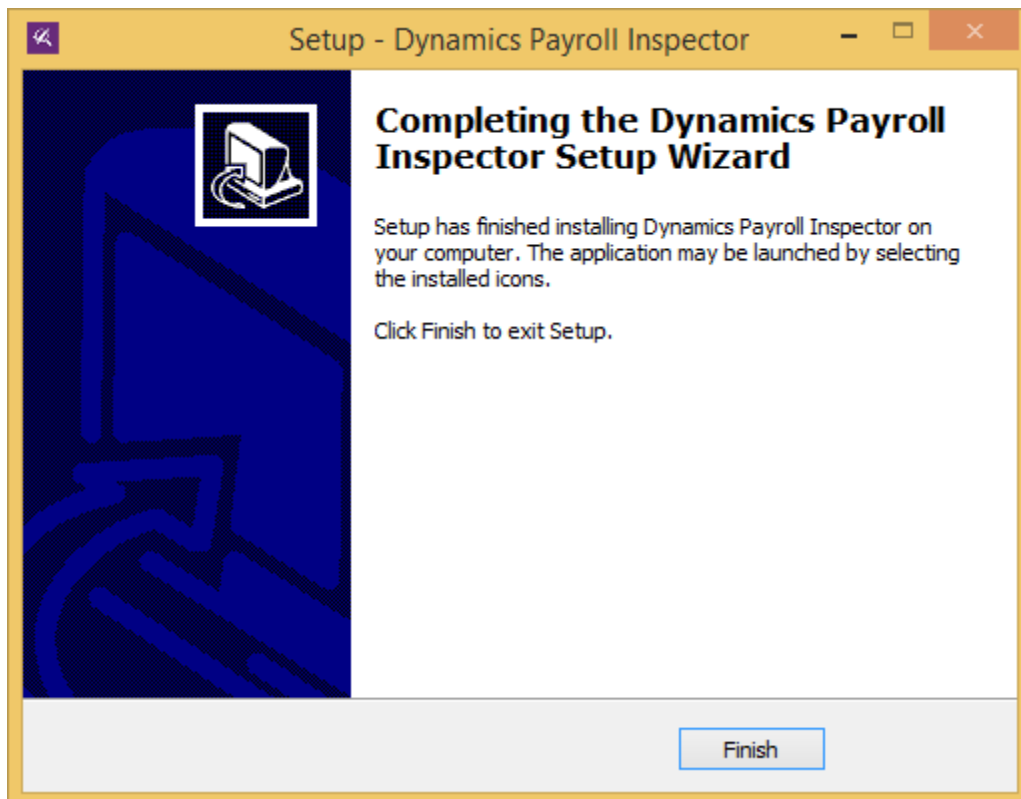 Setup - Dynamics Payroll Inspector
Completing the Dynamics Payroll
Inspector Setup Wizard
Setup has finished installing Dynamics Payroll Inspector on
your computer. The application may be launched by selecting
the installed icons.
Click Finish to exit Setup.
Finish